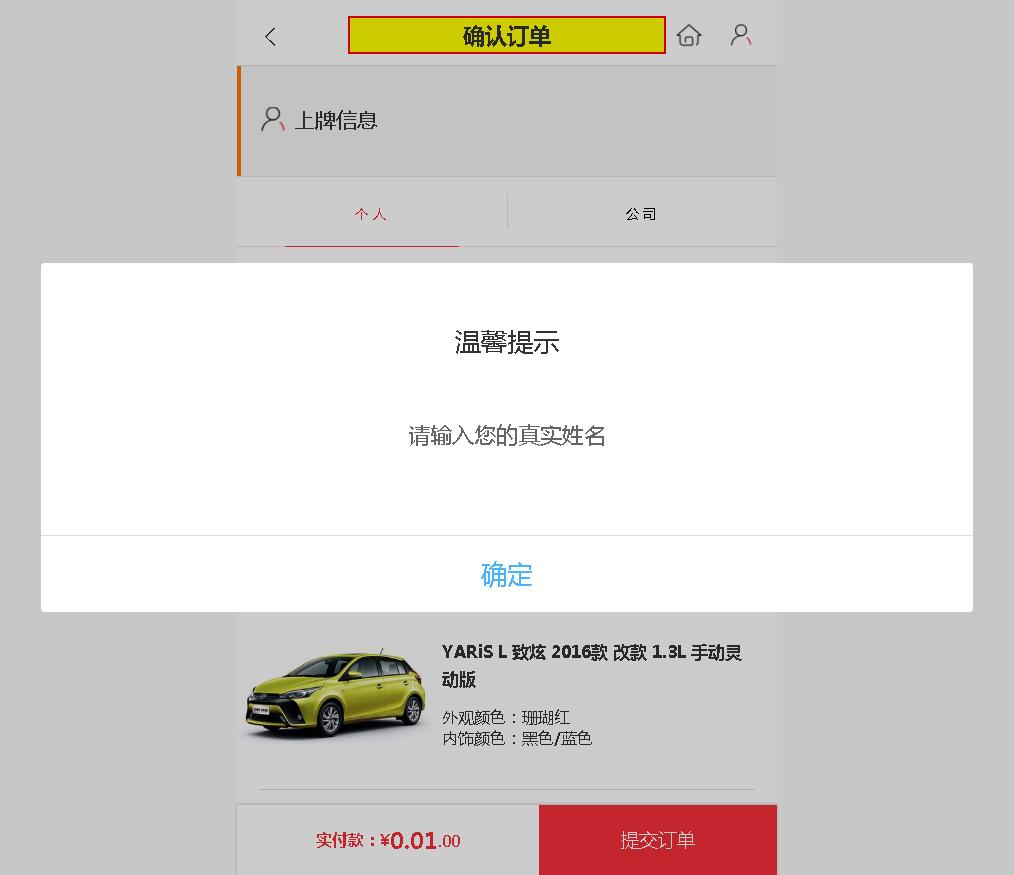 确认订单
上牌信息
个人
公司
温馨提示
请输入您的真实姓名
确定
YARiS L 致炫 2016款 改款 1.3L 手动灵
动版
外观颜色：珊瑚红
内饰颜色：黑色/蓝色
实付款：¥0.01.00
提交订单